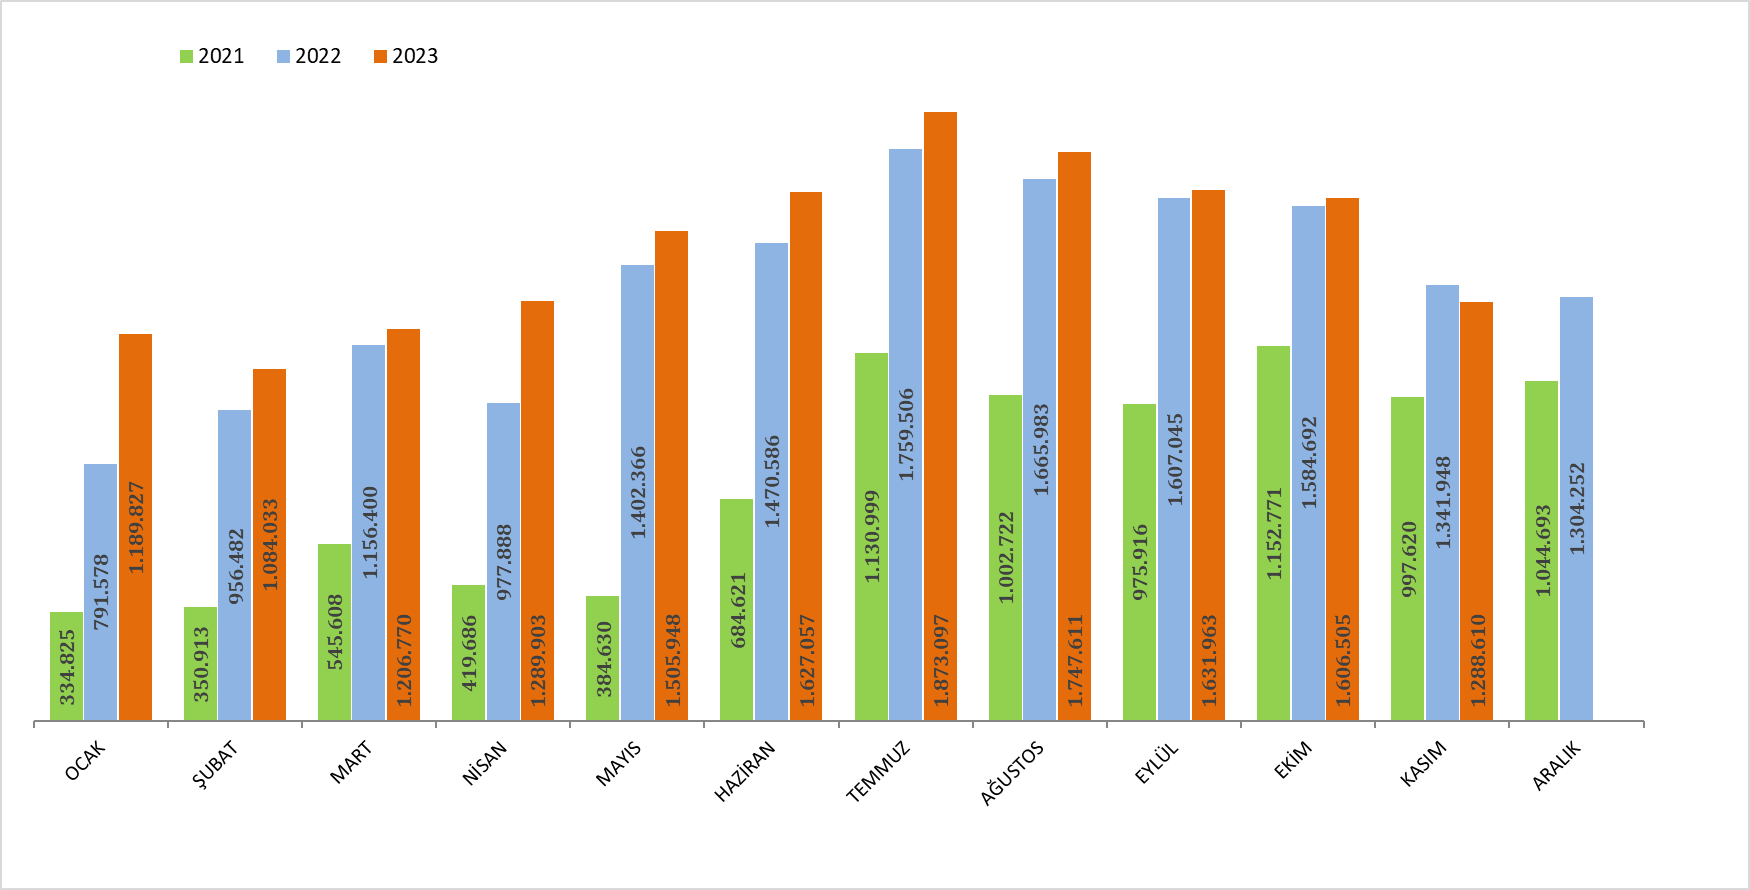 2021 2022 2023
334.825 791.578 1.189.827
350.913 956.482 1.084.033
545.608 1.156.400 1.206.770
419.686 977.888 1.289.903
384.630 1.402.366 1.505.948
684.621 1.470.586 1.627.057
1.130.999 1.759.506 1.873.097
1.002.722 1.665.983 1.747.611
975.916 1.607.045 1.631.963
1.152.771 1.584.692 1.606.505
997.620 1.341.948 1.288.610
1.044.693 1.304.252
OCAK ŞUBAT MART NİSAN MAYIS HAZİRAN TEMMUZ AĞUSTOS EYLÜL EKİM KASIM ARALIK